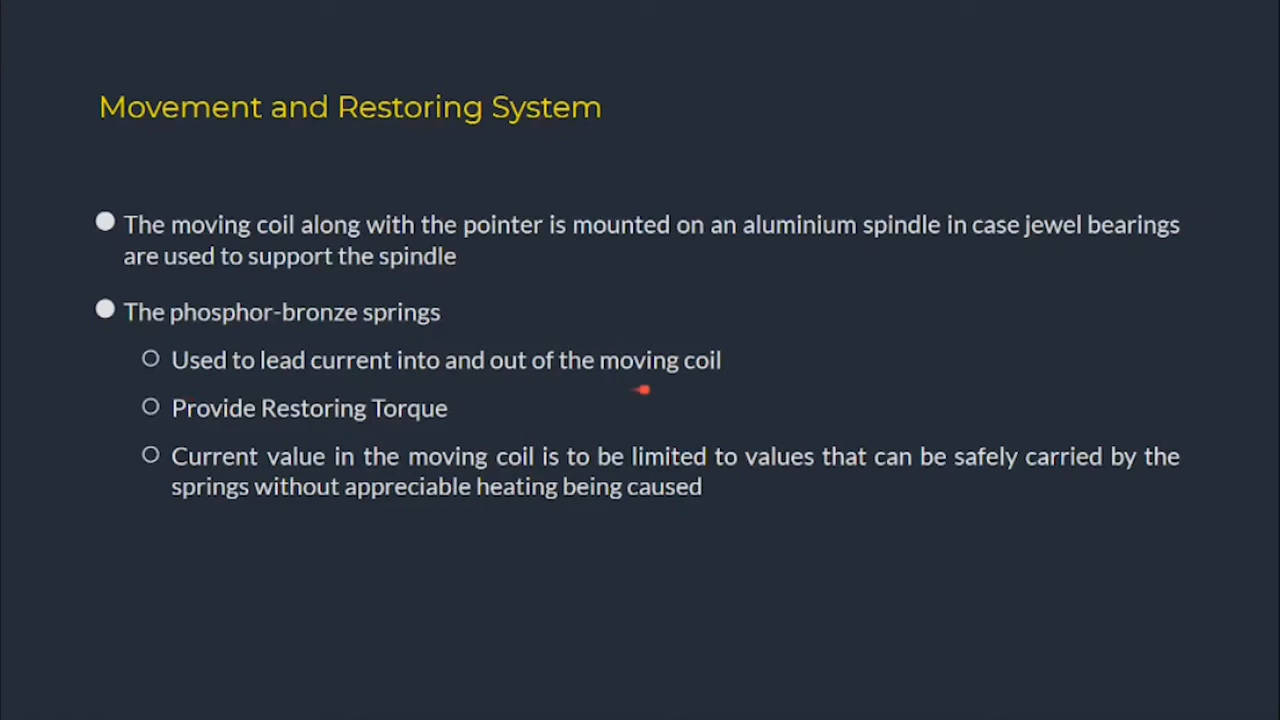 Movement and Restoring System
The moving coil along with the pointer is mounted on an aluminium spindle in case jewel bearings
are used to support the spindle
The phosphor-bronze springs
Used to lead current into and out of the moving coil
Provide Restoring Torque
Current value in the moving coil is to be limited to values that can be safely carried by the
springs without appreciable heating being caused